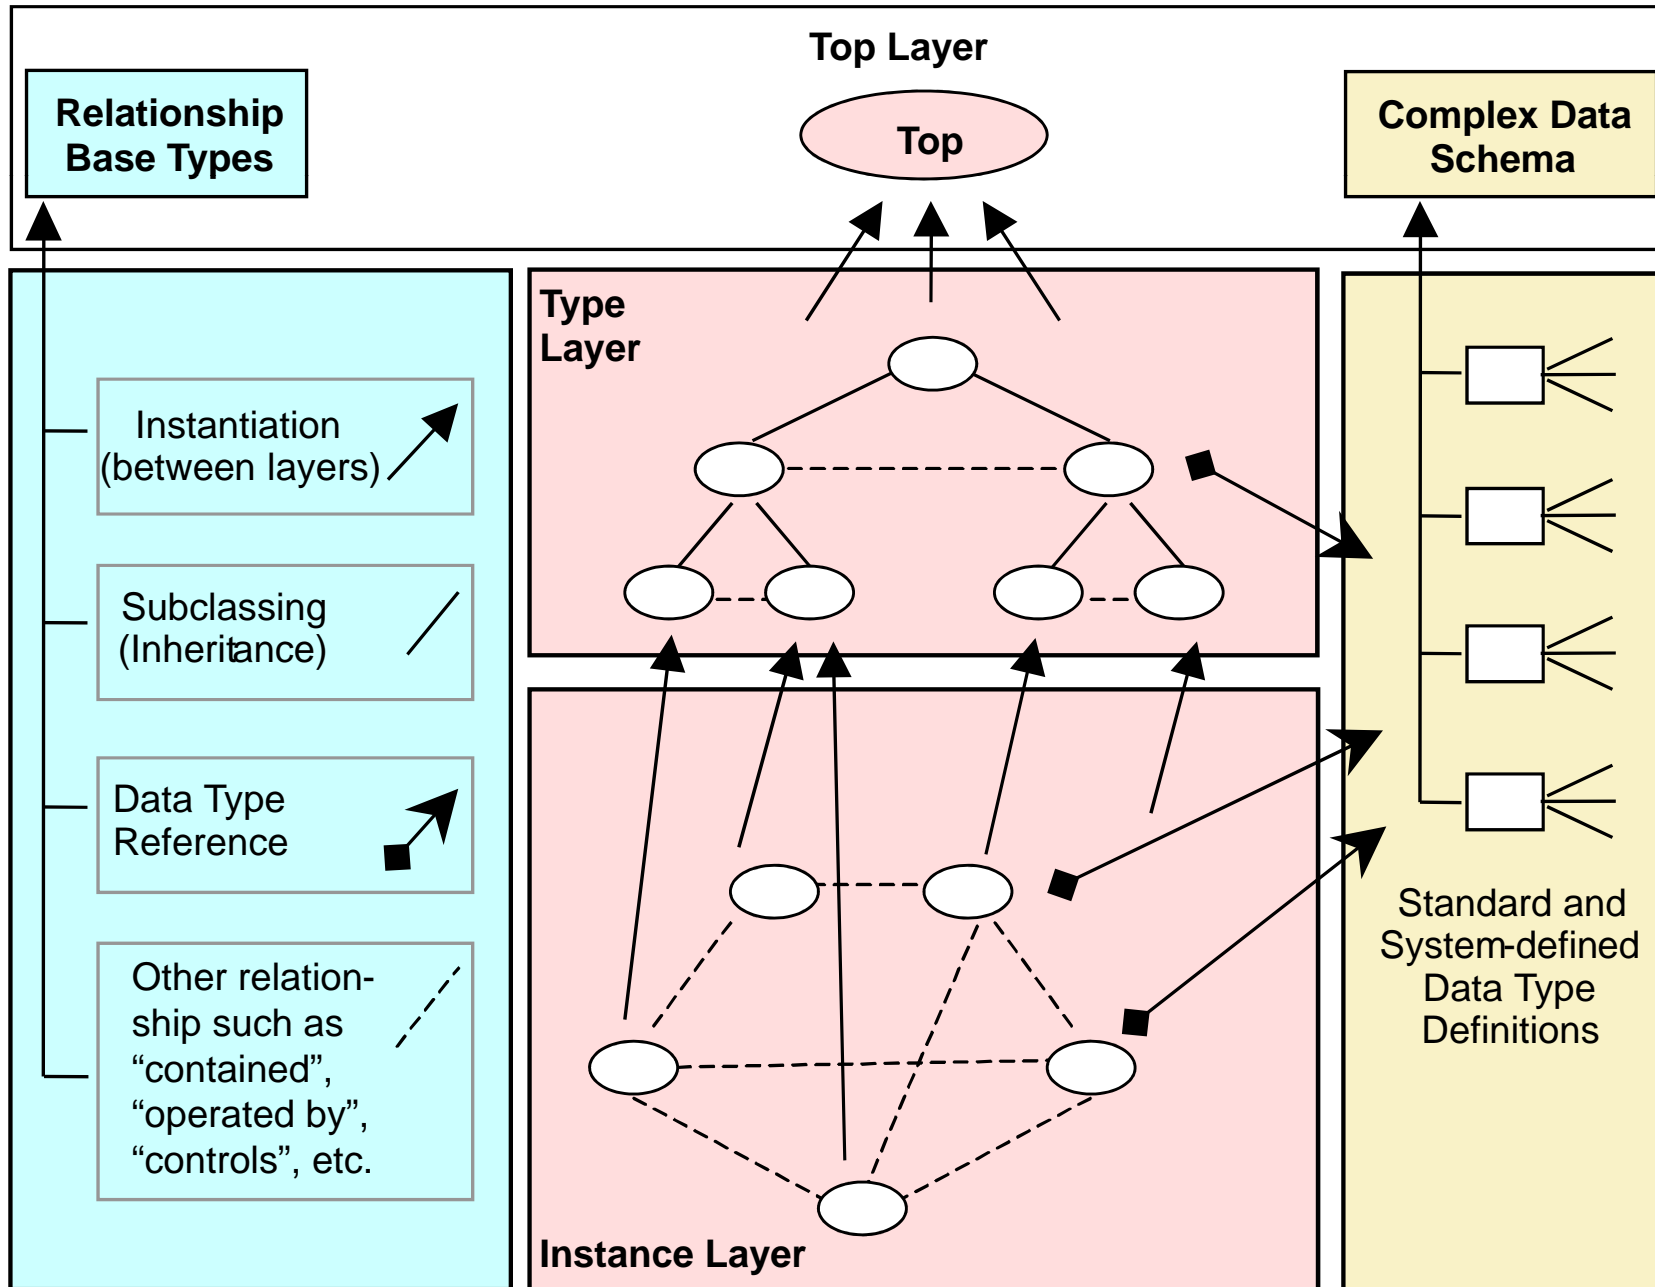 Top Layer
Relationship
Base Types
Top
Complex Data
Schema
Type
Layer
Instantiation
(between layers)
Subclassing
(Inheritance)
Data Type
Reference
Other relation-
ship such as
“contained”,
“operated by”,
“controls”, etc.
Standard and
System-defined
Data Type
Definitions
Instance Layer